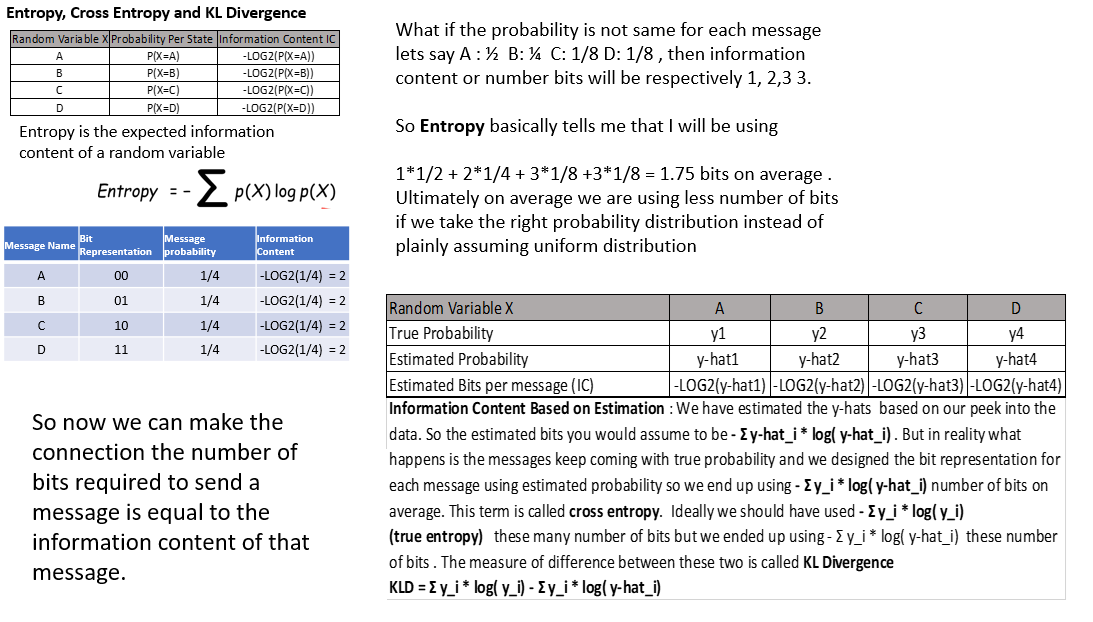 Entropy, Cross Entropy and KL Divergence
Random Variable X Probability Per State Information Content IC
A P(X=A) -LOG2(P(X=A))
B P(X=B) -LOG2(P(X=B))
C P(X=C) -LOG2(P(X=C))
D P(X=D) -LOG2(P(X=D))
Entropy is the expected information
content of a random variable
Entropy = - Σ p(X) log p(X)
Message Name Bit Representation Message probability Information Content
A 00 1/4 -LOG2(1/4) = 2
B 01 1/4 -LOG2(1/4) = 2
C 10 1/4 -LOG2(1/4) = 2
D 11 1/4 -LOG2(1/4) = 2
So now we can make the
connection the number of
bits required to send a
message is equal to the
information content of that
message.
What if the probability is not same for each message
lets say A : ½ B: ¼ C: 1/8 D: 1/8 , then information
content or number bits will be respectively 1, 2,3 3.
So Entropy basically tells me that I will be using
1*1/2 + 2*1/4 + 3*1/8 +3*1/8 = 1.75 bits on average .
Ultimately on average we are using less number of bits
if we take the right probability distribution instead of
plainly assuming uniform distribution
Random Variable X A B C D
True Probability y1 y2 y3 y4
Estimated Probability y-hat1 y-hat2 y-hat3 y-hat4
Estimated Bits per message (IC) -LOG2(y-hat1) -LOG2(y-hat2) -LOG2(y-hat3) -LOG2(y-hat4)
Information Content Based on Estimation : We have estimated the y-hats based on our peek into the
data. So the estimated bits you would assume to be - Σ y-hat_i * log( y-hat_i) . But in reality what
happens is the messages keep coming with true probability and we designed the bit representation for
each message using estimated probability so we end up using - Σ y_i * log( y-hat_i) number of bits on
average. This term is called cross entropy. Ideally we should have used - Σ y_i * log( y_i)
(true entropy) these many number of bits but we ended up using - Σ y_i * log( y-hat_i) these number
of bits . The measure of difference between these two is called KL Divergence
KLD = Σ y_i * log( y_i) - Σ y_i * log( y-hat_i)